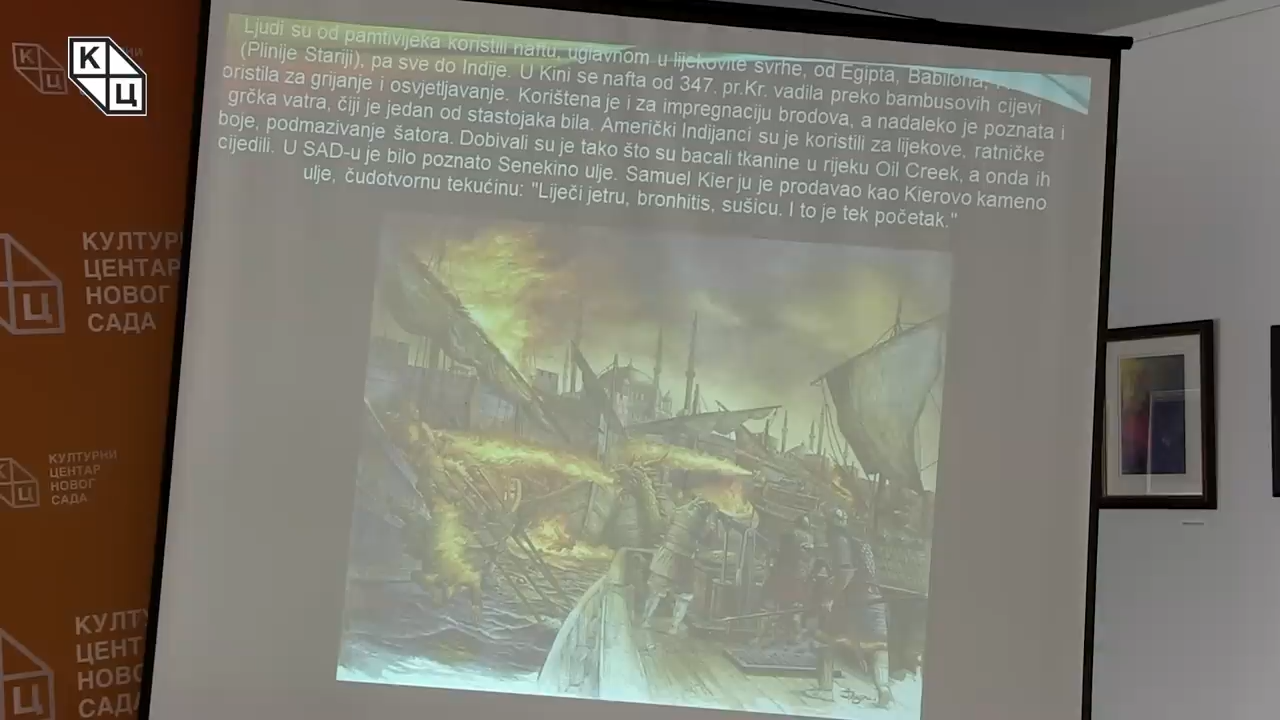 КЦ
Ljudi su od pamtivijeka koristili naftu, uglavnom u ljekovite svrhe, od Egipta, Babilona,
(Plinije Stariji), pa sve do Indije. U Kini se nafta od 347. pr.Kr. vadila preko bambusovih cijevi
oristila za grijanje i osvjetljavanje. Korištena je i za impregnaciju brodova, a nadaleko je poznata i
grčka vatra, čiji je jedan od stastojaka bila. Američki Indijanci su je koristili za lijekove, ratničke
boje, podmazivanje šatora. Dobivali su je tako što su bacali tkanine u rijeku Oil Creek, a onda ih
cijedili. U SAD-u je bilo poznato Senekino ulje. Samuel Kier ju je prodavao kao Kierovo kameno
ulje, čudotvornu tekućinu: "Liječi jetru, bronhitis, sušicu. I to je tek početak."
КУЛТУР
ЦЕНТАР
НОВОГ
САДА
Ц
КУЛТУРНИ
ЦЕНТАР
НОВОГ
САДА
КЦ
КУЛТ
ЦЕНТ
НОВО
САДА
Ц